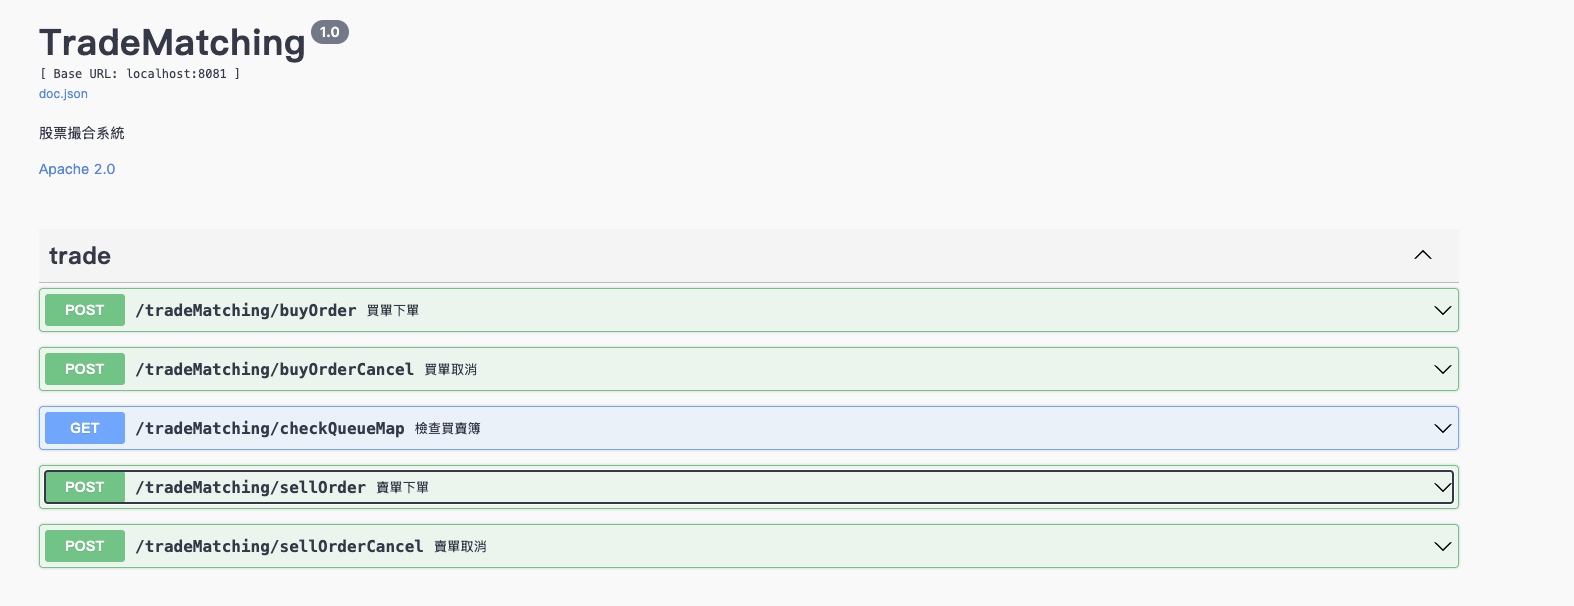 TradeMatching 1.0
[ Base URL: localhost:8081 ]
doc.json
股票撮合系統
Apache 2.0
trade
POST /tradeMatching/buyOrder 買單下單
POST /tradeMatching/buyOrderCancel 買單取消
GET /tradeMatching/checkQueueMap 檢查買賣簿
POST /tradeMatching/sellOrder 賣單下單
POST /tradeMatching/sellOrderCancel 賣單取消